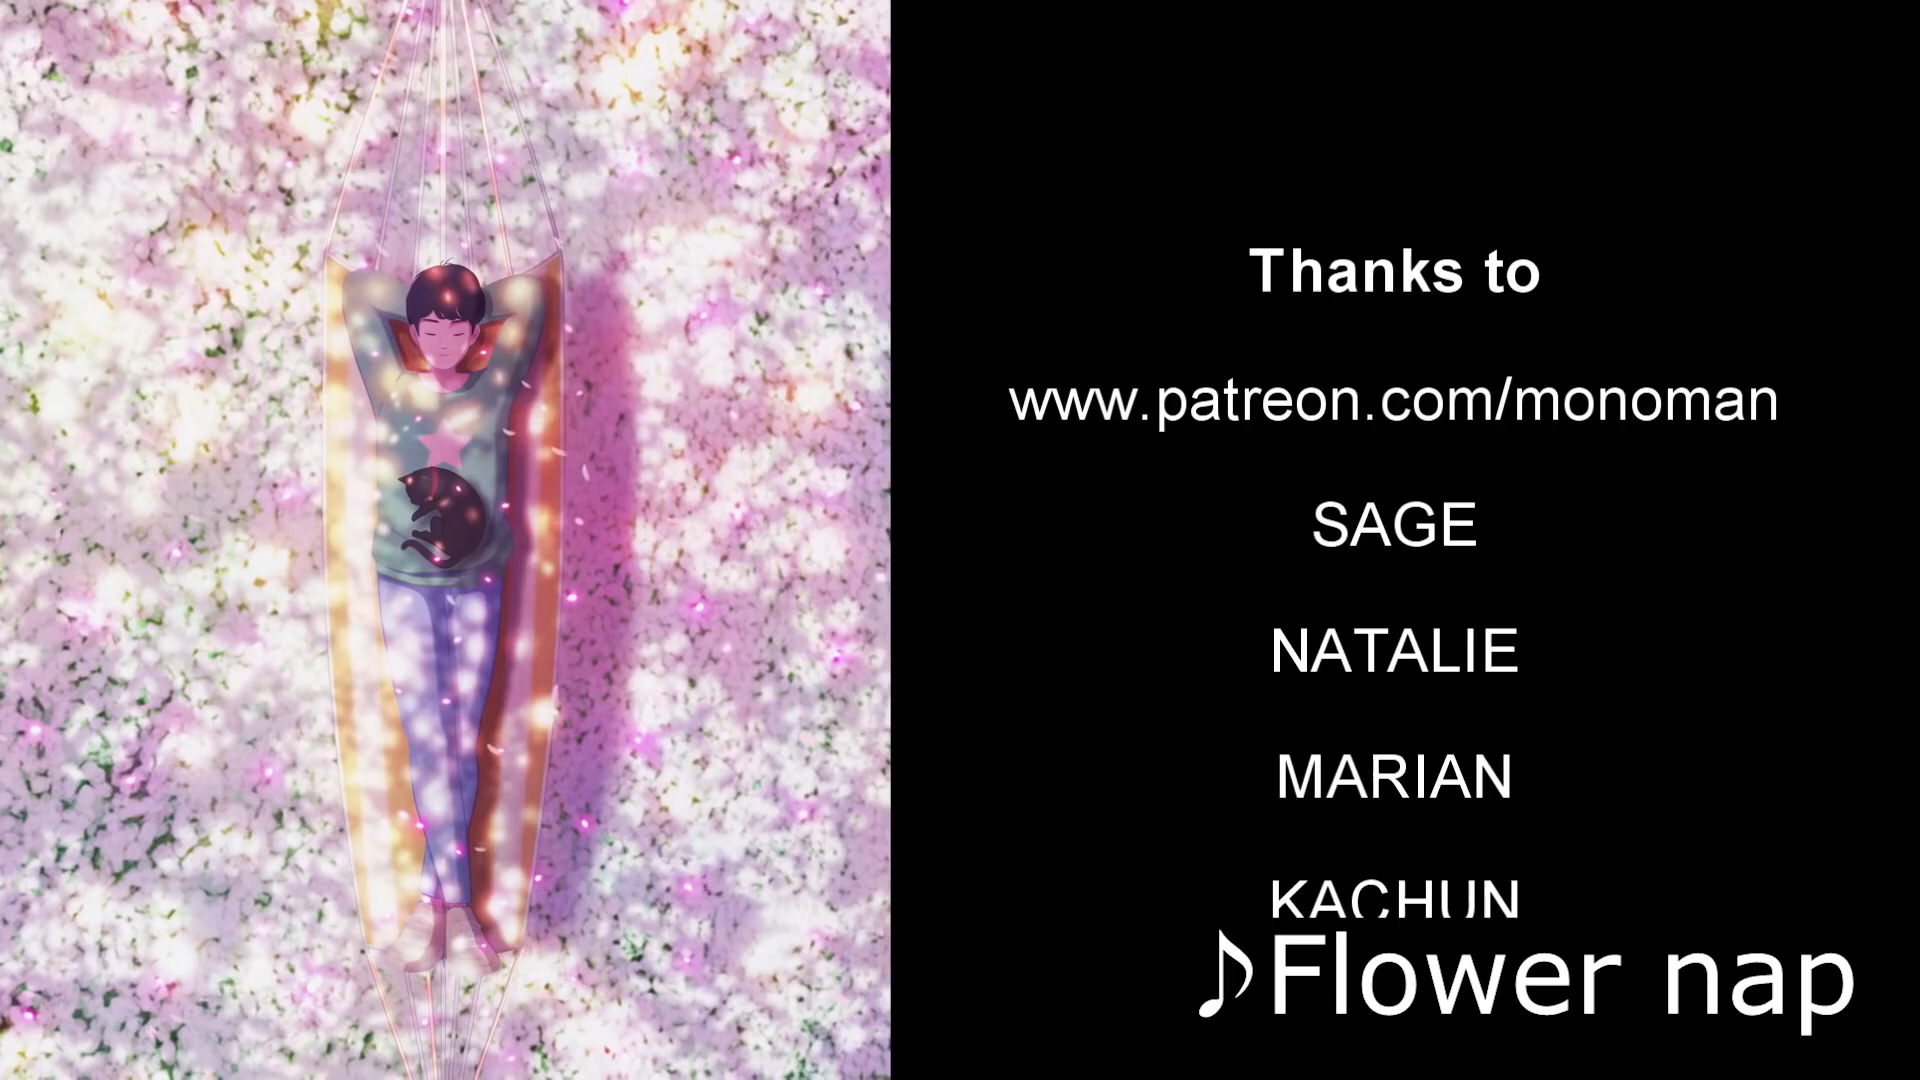 Thanks to
www.patreon.com/monoman
SAGE
NATALIE
MARIAN
KACHUN
♪Flower nap